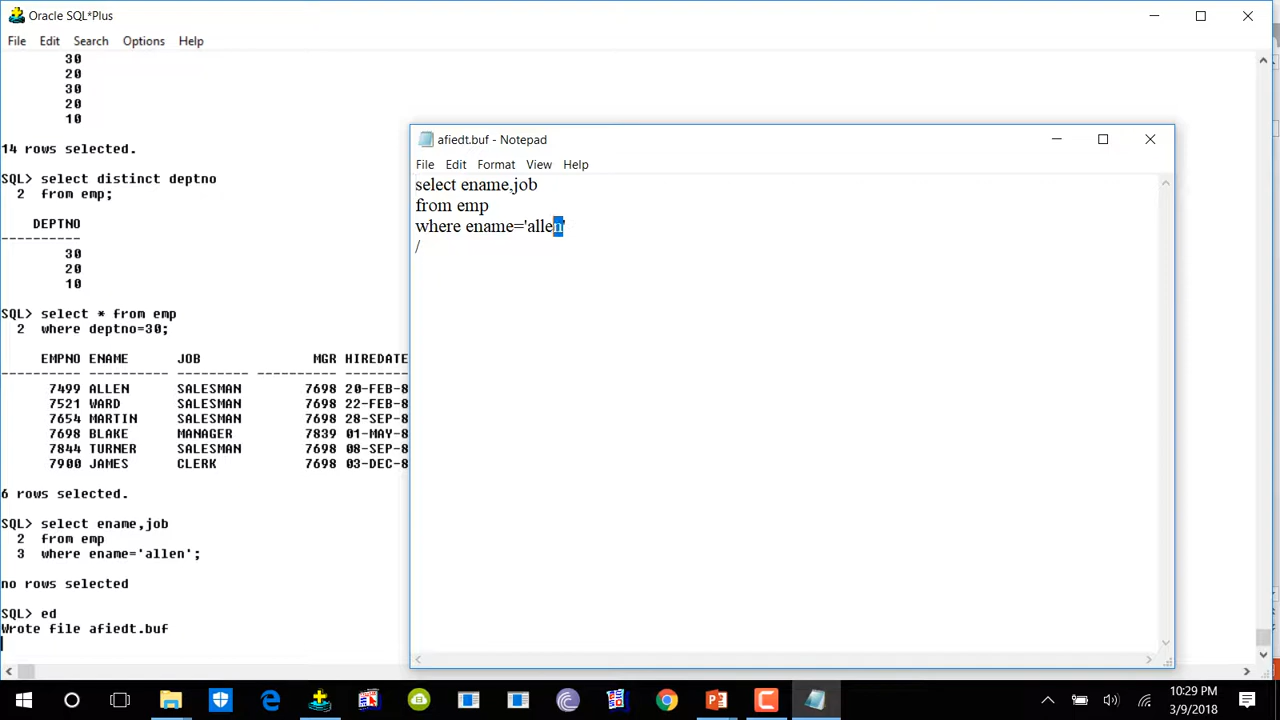 Oracle SQL*Plus
File Edit Search Options Help
30
20
30
20
10
14 rows selected.
SQL> select distinct deptno
2 from emp;
DEPTNO
----------
30
20
10
SQL> select * from emp
2 where deptno=30;
EMPNO ENAME JOB MGR HIREDATE
---------- ---------- --------- ---------- --------
7499 ALLEN SALESMAN 7698 20-FEB-8
7521 WARD SALESMAN 7698 22-FEB-8
7654 MARTIN SALESMAN 7698 28-SEP-8
7698 BLAKE MANAGER 7839 01-MAY-8
7844 TURNER SALESMAN 7698 08-SEP-8
7900 JAMES CLERK 7698 03-DEC-8
6 rows selected.
SQL> select ename,job
2 from emp
3 where ename='allen';
no rows selected
SQL> ed
Wrote file afiedt.buf
afiedt.buf - Notepad
File Edit Format View Help
select ename,job
from emp
where ename='allen'
/
10:29 PM
3/9/2018